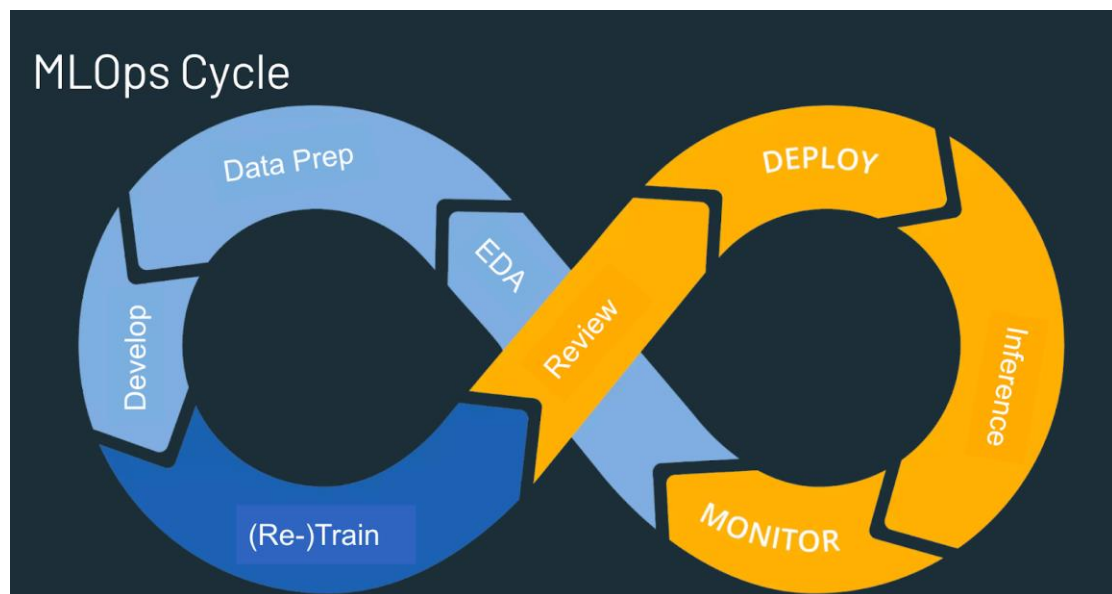 MLOps Cycle
Data Prep
DEPLOY
EDA
Develop
Review
Inference
(Re-)Train
MONITOR